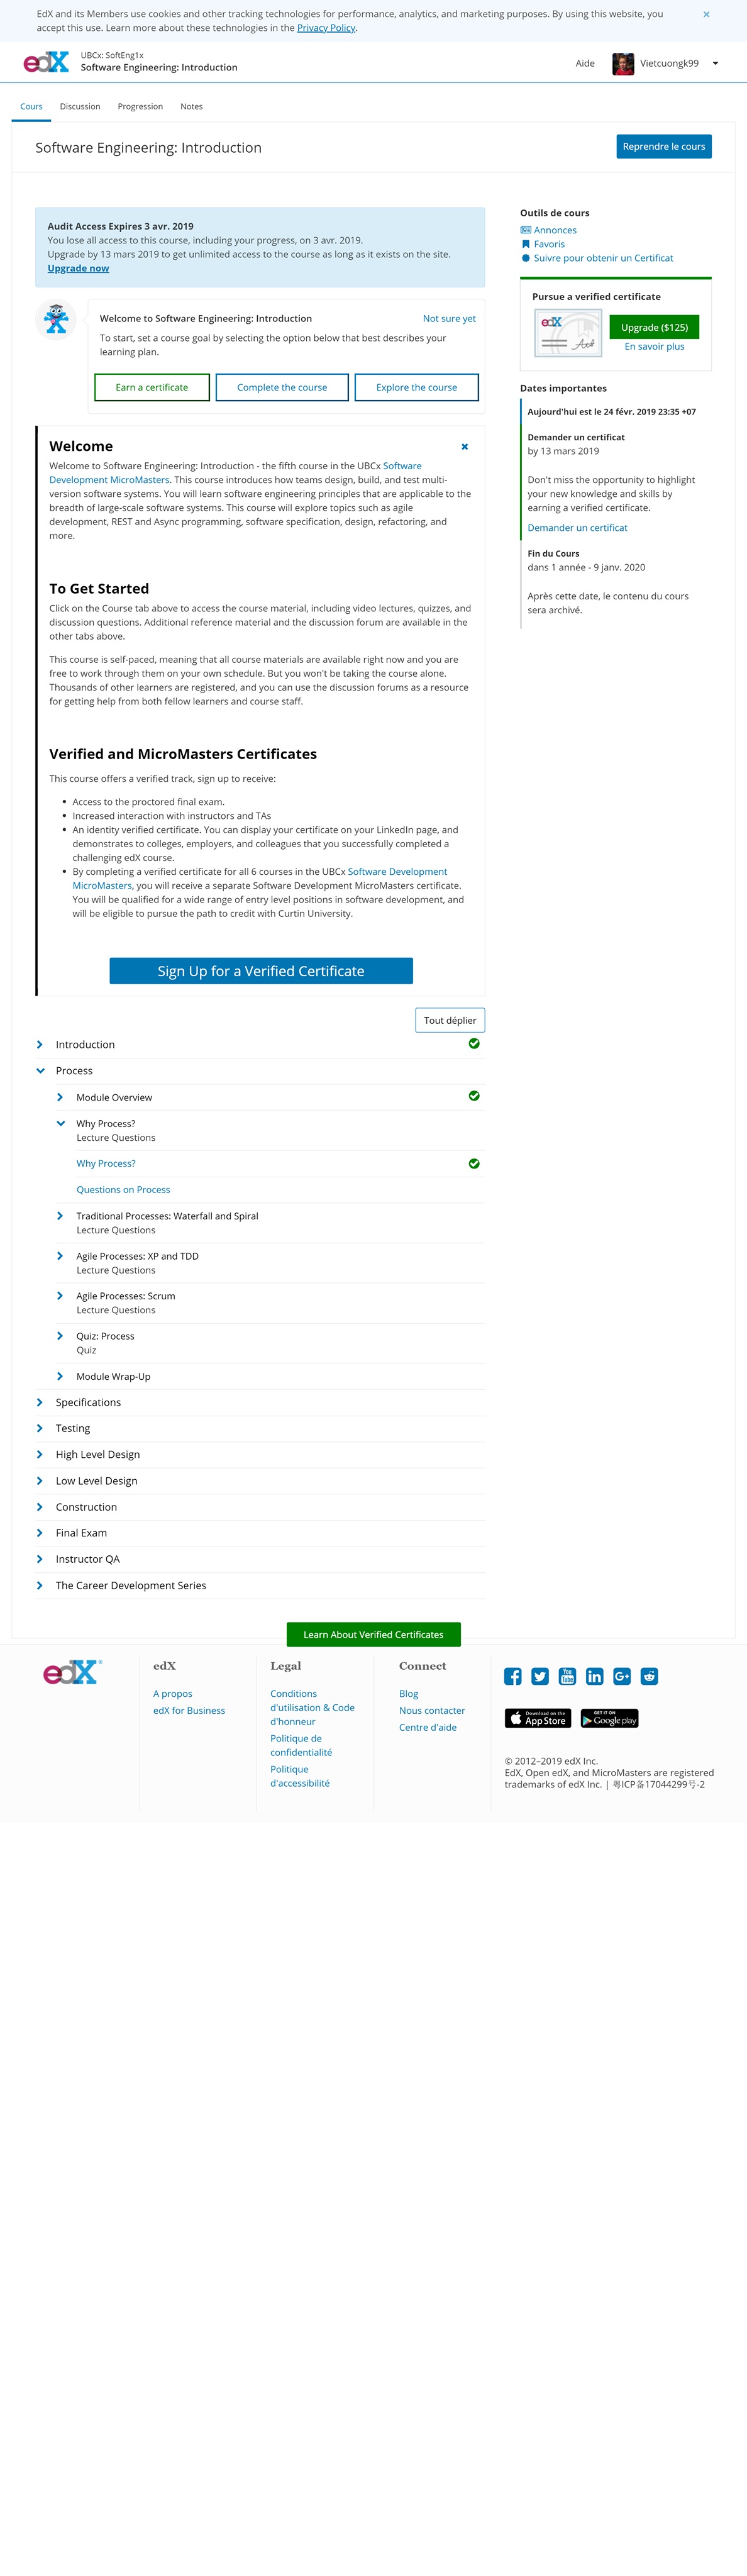 EdX and its Members use cookies and other tracking technologies for performance, analytics, and marketing purposes. By using this website, you
accept this use. Learn more about these technologies in the Privacy Policy.
×
edX
UBCx: SoftEng1x
Software Engineering: Introduction
Aide
Vietcuongk99
Cours
Discussion
Progression
Notes
Software Engineering: Introduction
Reprendre le cours
Audit Access Expires 3 avr. 2019
You lose all access to this course, including your progress, on 3 avr. 2019.
Upgrade by 13 mars 2019 to get unlimited access to the course as long as it exists on the site.
Upgrade now
Welcome to Software Engineering: Introduction
Not sure yet
To start, set a course goal by selecting the option below that best describes your
learning plan.
Earn a certificate
Complete the course
Explore the course
Welcome
Welcome to Software Engineering: Introduction - the fifth course in the UBCx Software
Development MicroMasters. This course introduces how teams design, build, and test multi-
version software systems. You will learn software engineering principles that are applicable to the
breadth of large-scale software systems. This course will explore topics such as agile
development, REST and Async programming, software specification, design, refactoring, and
more.
To Get Started
Click on the Course tab above to access the course material, including video lectures, quizzes, and
discussion questions. Additional reference material and the discussion forum are available in the
other tabs above.
This course is self-paced, meaning that all course materials are available right now and you are
free to work through them on your own schedule. But you won't be taking the course alone.
Thousands of other learners are registered, and you can use the discussion forums as a resource
for getting help from both fellow learners and course staff.
Verified and MicroMasters Certificates
This course offers a verified track, sign up to receive:
Access to the proctored final exam.
Increased interaction with instructors and TAs
An identity verified certificate. You can display your certificate on your LinkedIn page, and
demonstrates to colleges, employers, and colleagues that you successfully completed a
challenging edX course.
By completing a verified certificate for all 6 courses in the UBCx Software Development
MicroMasters, you will receive a separate Software Development MicroMasters certificate.
You will be qualified for a wide range of entry level positions in software development, and
will be eligible to pursue the path to credit with Curtin University.
Sign Up for a Verified Certificate
Tout déplier
Introduction
Process
Module Overview
Why Process?
Lecture Questions
Why Process?
Questions on Process
Traditional Processes: Waterfall and Spiral
Lecture Questions
Agile Processes: XP and TDD
Lecture Questions
Agile Processes: Scrum
Lecture Questions
Quiz: Process
Quiz
Module Wrap-Up
Specifications
Testing
High Level Design
Low Level Design
Construction
Final Exam
Instructor QA
The Career Development Series
Outils de cours
Annonces
Favoris
Suivre pour obtenir un Certificat
Pursue a verified certificate
edX
Upgrade ($125)
En savoir plus
Dates importantes
Aujourd'hui est le 24 févr. 2019 23:35 +07
Demander un certificat
by 13 mars 2019
Don't miss the opportunity to highlight
your new knowledge and skills by
earning a verified certificate.
Demander un certificat
Fin du Cours
dans 1 année - 9 janv. 2020
Après cette date, le contenu du cours
sera archivé.
Learn About Verified Certificates
edX®
edX
A propos
edX for Business
Legal
Conditions
d'utilisation & Code
d'honneur
Politique de
confidentialité
Politique
d'accessibilité
Connect
Blog
Nous contacter
Centre d'aide
You
Tube
in
G+
Download on the
App Store
GET IT ON
Google play
© 2012–2019 edX Inc.
EdX, Open edX, and MicroMasters are registered
trademarks of edX Inc. | 粤ICP备17044299号-2